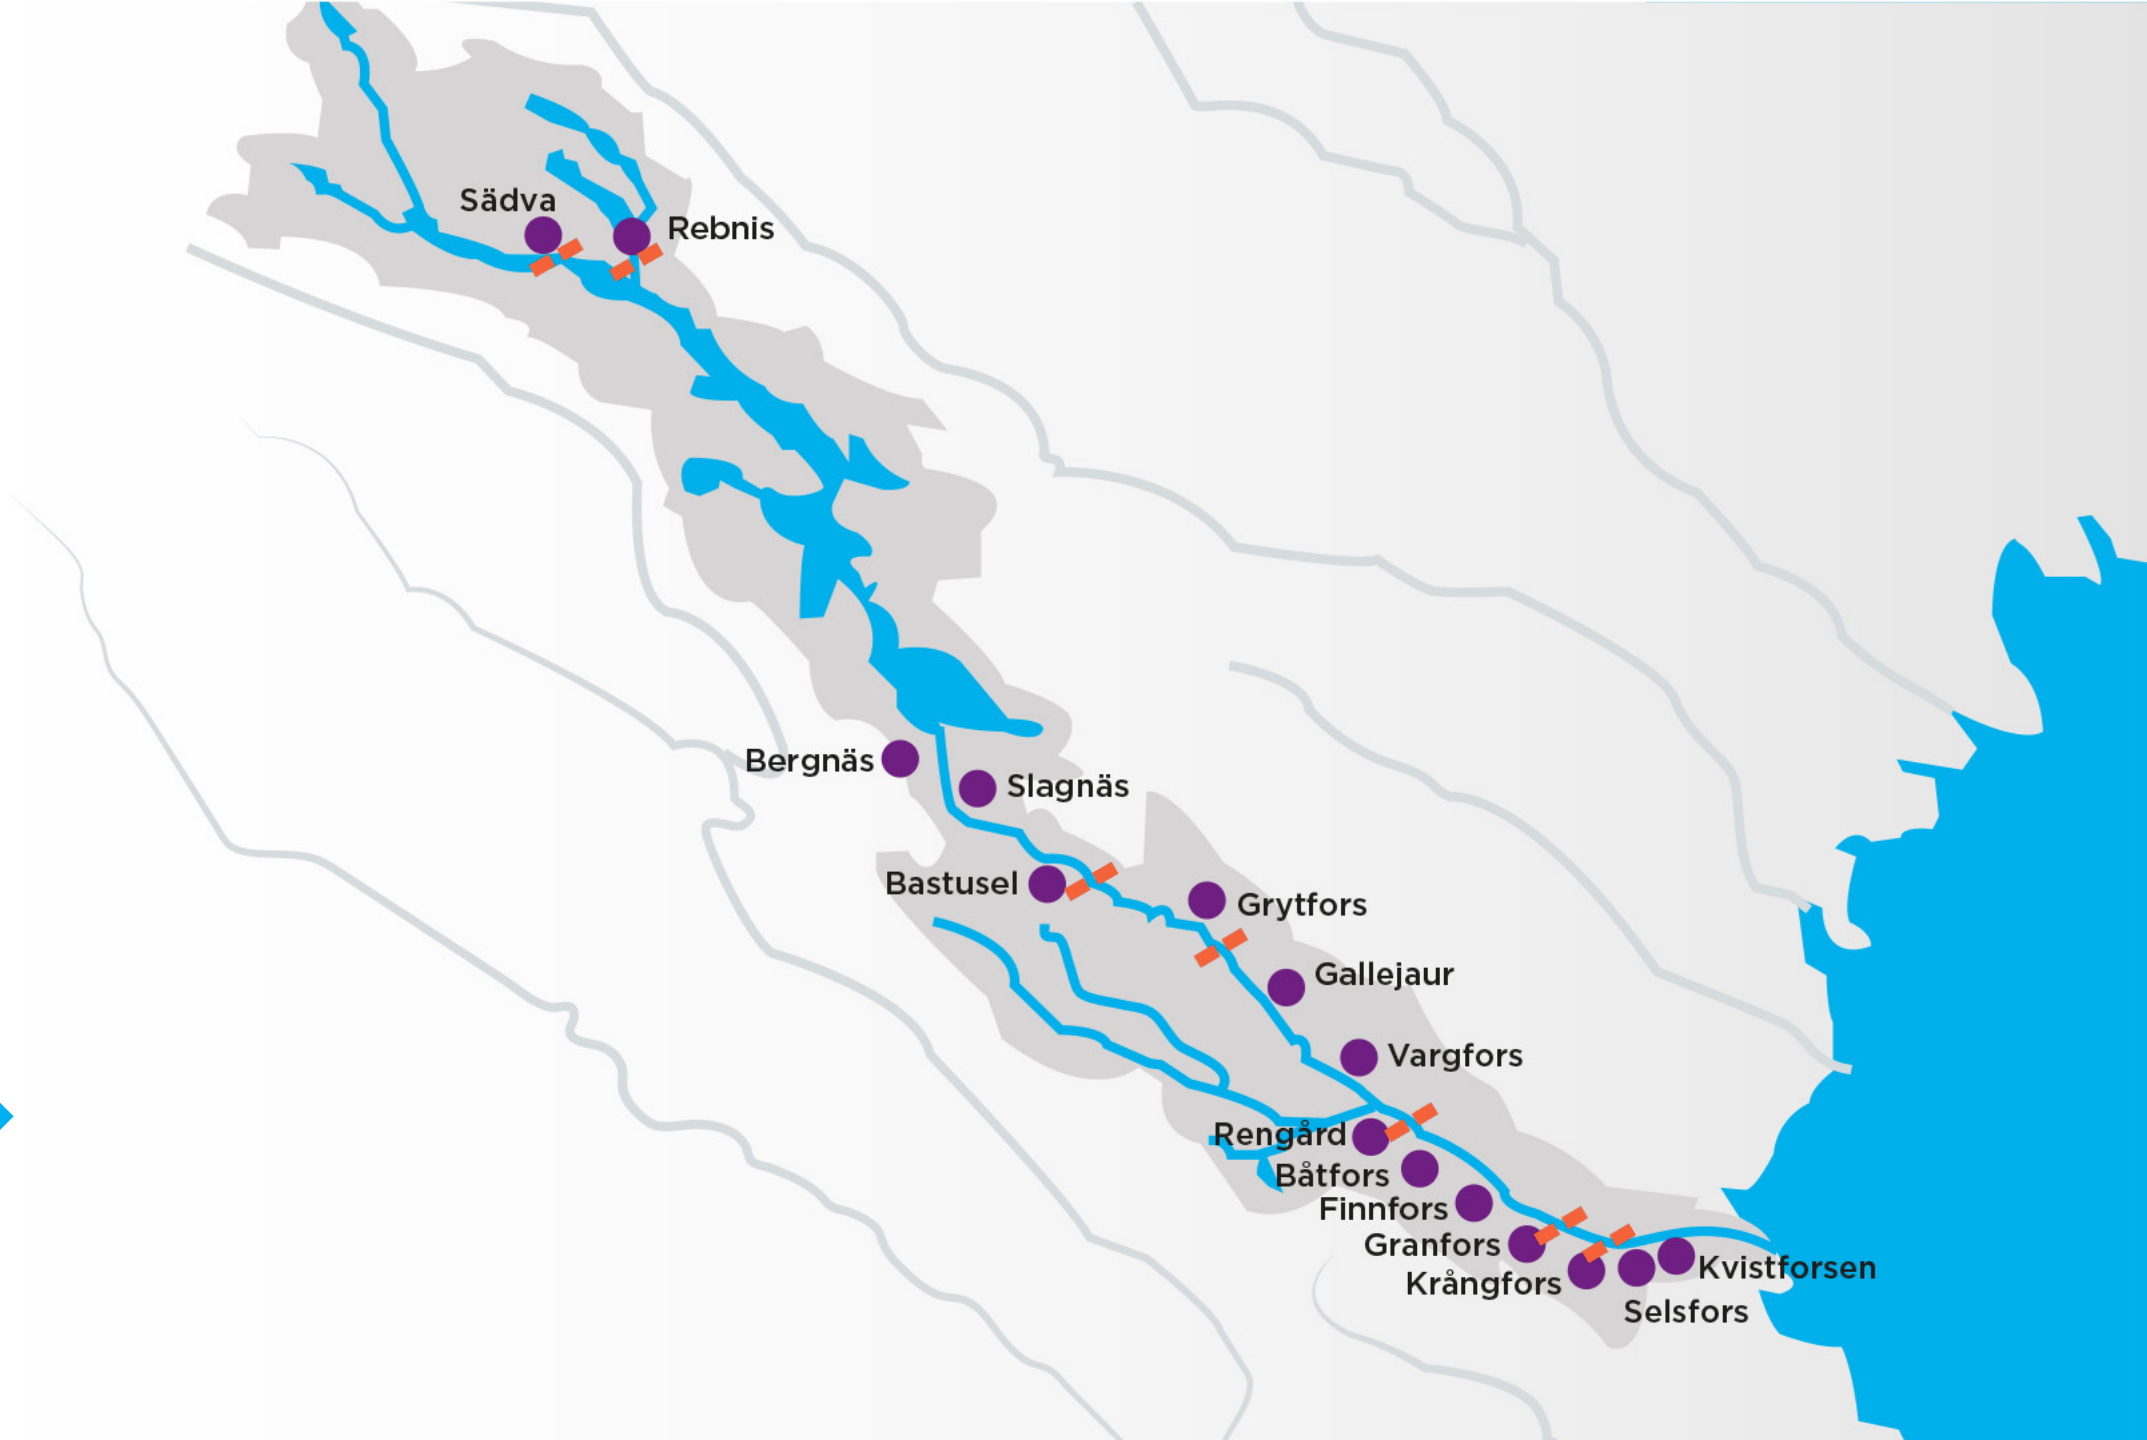 Sädva
Rebnis
Bergnäs
Slagnäs
Bastusel
Grytfors
Gallejaur
Vargfors
Rengård
Båtfors
Finnfors
Granfors
Krångfors
Kvistforsen
Selsfors